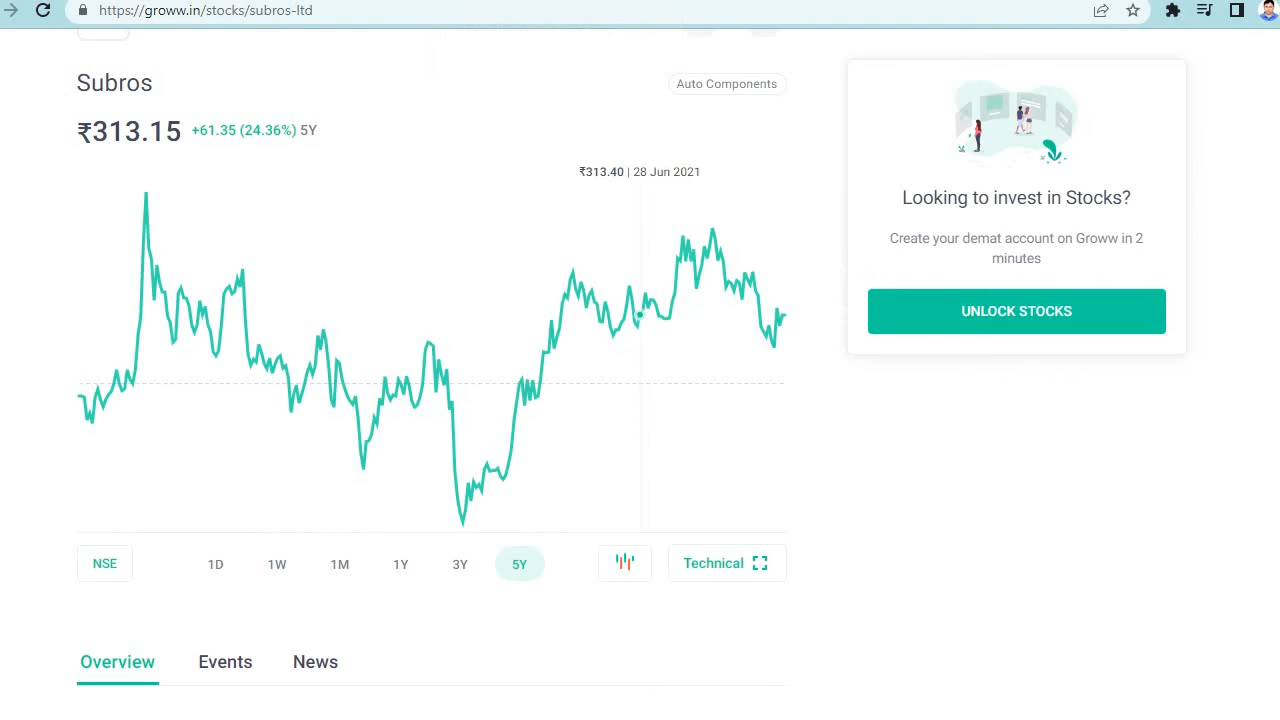 https://groww.in/stocks/subros-ltd
Subros
Auto Components
₹313.15 +61.35 (24.36%) 5Y
₹313.40 | 28 Jun 2021
Looking to invest in Stocks?
Create your demat account on Groww in 2
minutes
UNLOCK STOCKS
NSE 1D 1W 1M 1Y 3Y 5Y Technical
Overview Events News